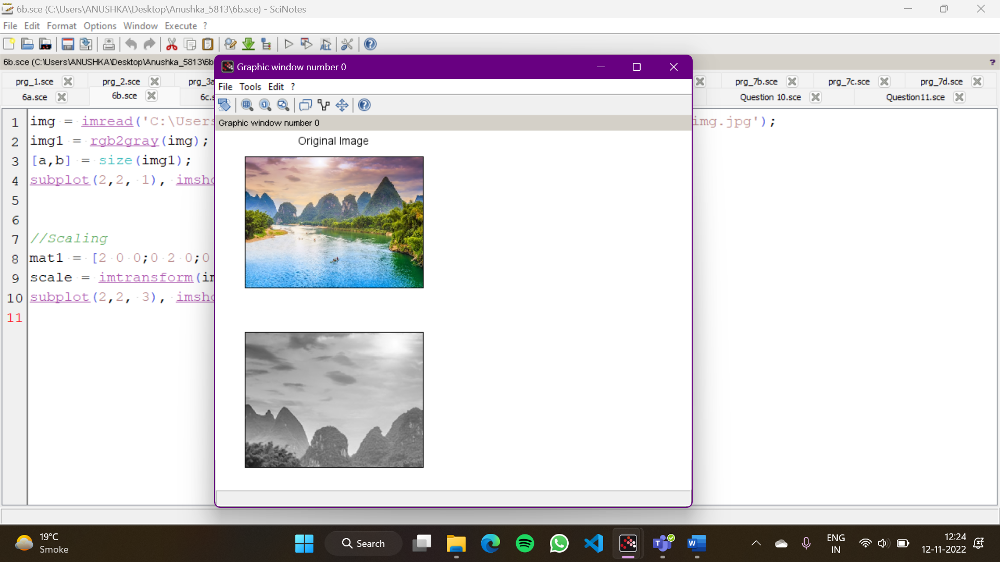 6b.sce (C:\Users\ANUSHKA\Desktop\Anushka_5813\6b.sce) - SciNotes
File Edit Format Options Window Execute ?
6b.sce (C:\Users\ANUSHKA\Desktop\Anushka_5813\6b
?
prg_1.sce prg_2.sce prg_3a prg_7b.sce prg_7c.sce prg_7d.sce
6a.sce 6b.sce 6c.s Question 10.sce Question11.sce
1 img = imread('C:\Users img.jpg');
2 img1 = rgb2gray(img);
3 [a,b] = size(img1);
4 subplot(2,2, 1), imsho
5
6
7 //Scaling
8 mat1 = [2 0 0;0 2 0;0
9 scale = imtransform(im
10 subplot(2,2, 3), imsho
11
Graphic window number 0
File Tools Edit ?
Graphic window number 0
Original Image
19°C
Smoke
Search
ENG
IN
12:24
12-11-2022